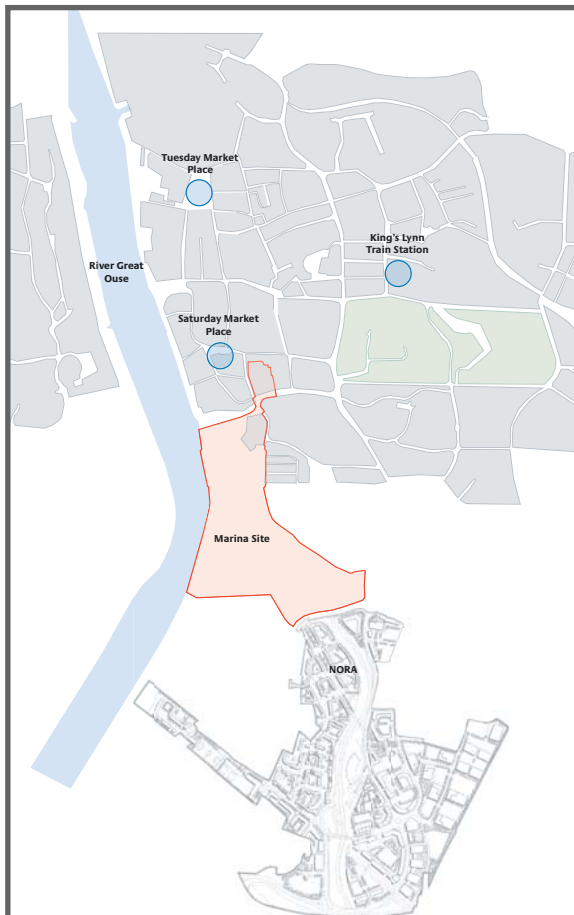 Tuesday Market
Place
King's Lynn
Train Station
River Great
Ouse
Saturday Market
Place
Marina Site
NORA